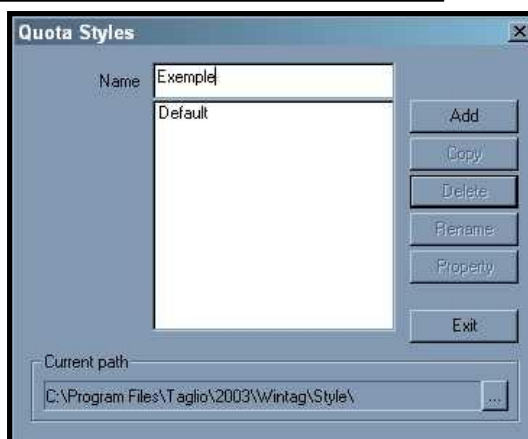 Quota Styles
Name
Exemple
Default
Add
Copy
Delete
Rename
Property
Exit
Current path
C:\Program Files\Taglio\2003\Wintag\Style\
...